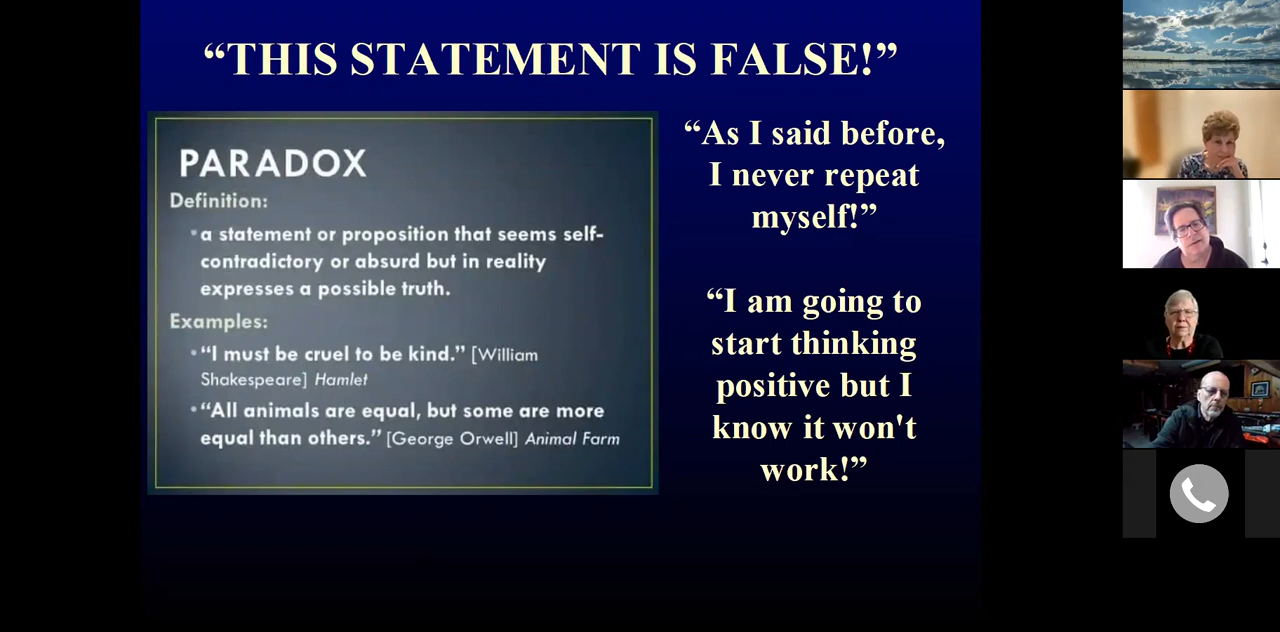 “THIS STATEMENT IS FALSE!”
PARADOX
Definition:
•a statement or proposition that seems self-
contradictory or absurd but in reality
expresses a possible truth.
Examples:
•“I must be cruel to be kind.” [William
Shakespeare] Hamlet
•“All animals are equal, but some are more
equal than others.” [George Orwell] Animal Farm
“As I said before,
I never repeat
myself!”
“I am going to
start thinking
positive but I
know it won't
work!”